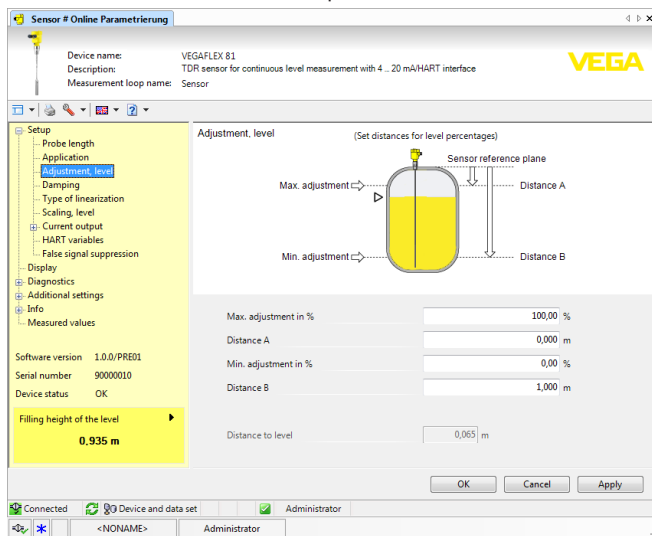 Sensor # Online Parametrierung
Device name: VEGAFLEX 81
Description: TDR sensor for continuous level measurement with 4 .. 20 mA/HART interface
Measurement loop name: Sensor
VEGA
Setup
Probe length
Application
Adjustment, level
Damping
Type of linearization
Scaling, level
Current output
HART variables
False signal suppression
Display
Diagnostics
Additional settings
Info
Measured values
Software version 1.0.0/PRE01
Serial number 90000010
Device status OK
Filling height of the level
0,935 m
Adjustment, level
(Set distances for level percentages)
Sensor reference plane
Max. adjustment
Distance A
Min. adjustment
Distance B
Max. adjustment in % 100,00 %
Distance A 0,000 m
Min. adjustment in % 0,00 %
Distance B 1,000 m
Distance to level 0,065 m
OK Cancel Apply
Connected Device and data set Administrator
<NONAME> Administrator